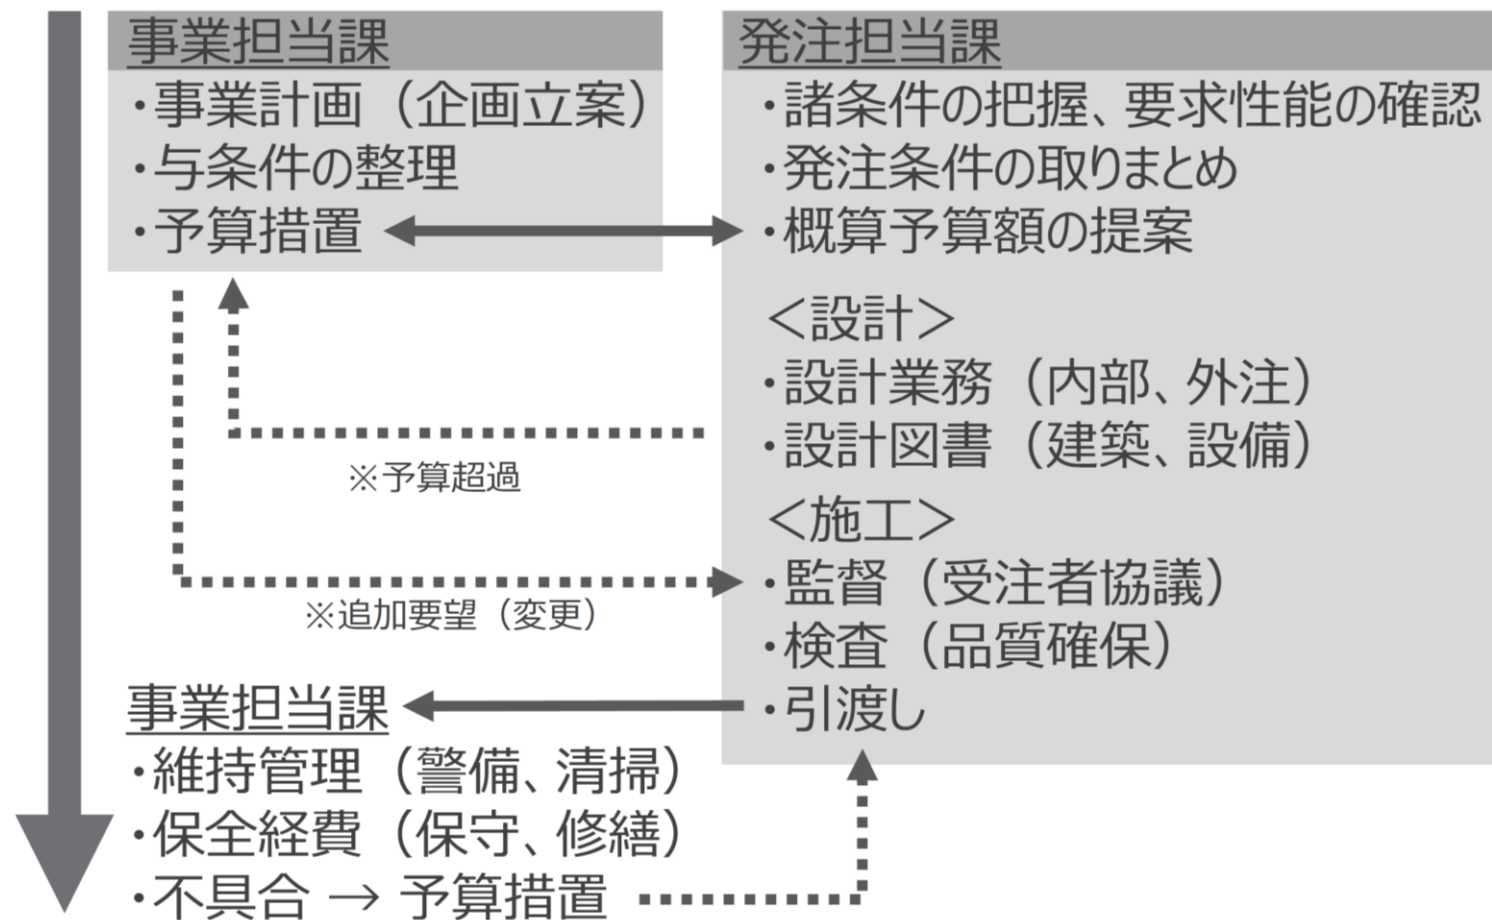 事業担当課
・事業計画（企画立案）
・与条件の整理
・予算措置
発注担当課
・諸条件の把握、要求性能の確認
・発注条件の取りまとめ
・概算予算額の提案
＜設計＞
・設計業務（内部、外注）
・設計図書（建築、設備）
※予算超過
＜施工＞
・監督（受注者協議）
・検査（品質確保）
・引渡し
※追加要望（変更）
事業担当課
・維持管理（警備、清掃）
・保全経費（保守、修繕）
・不具合 → 予算措置